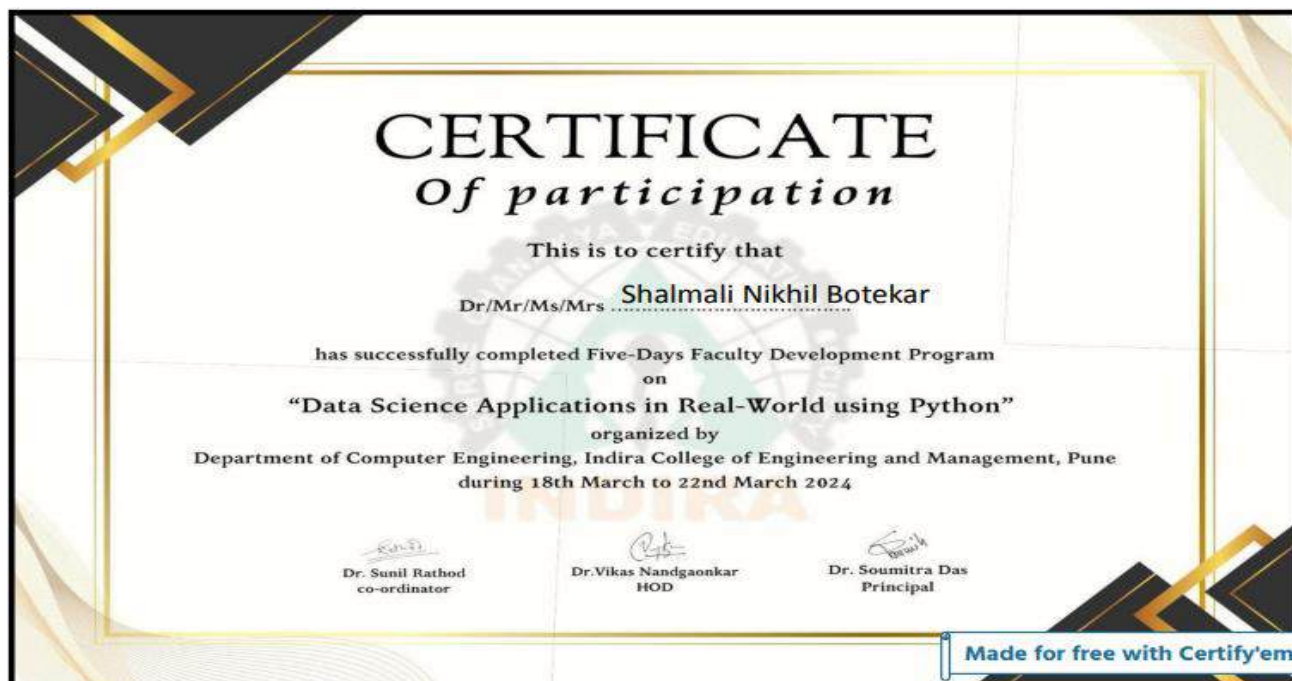 CERTIFICATE
Of participation
This is to certify that
Dr/Mr/Ms/Mrs Shalmali Nikhil Botekar
has successfully completed Five-Days Faculty Development Program
on
“Data Science Applications in Real-World using Python”
organized by
Department of Computer Engineering, Indira College of Engineering and Management, Pune
during 18th March to 22nd March 2024
INDIRA
Dr. Sunil Rathod
co-ordinator
Dr.Vikas Nandgaonkar
HOD
Dr. Soumitra Das
Principal
Made for free with Certify'em